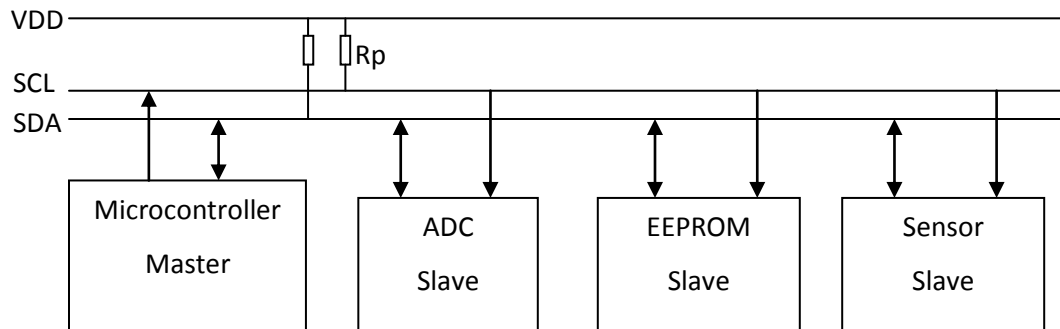 VDD
Rp
SCL
SDA
Microcontroller
Master
ADC
Slave
EEPROM
Slave
Sensor
Slave